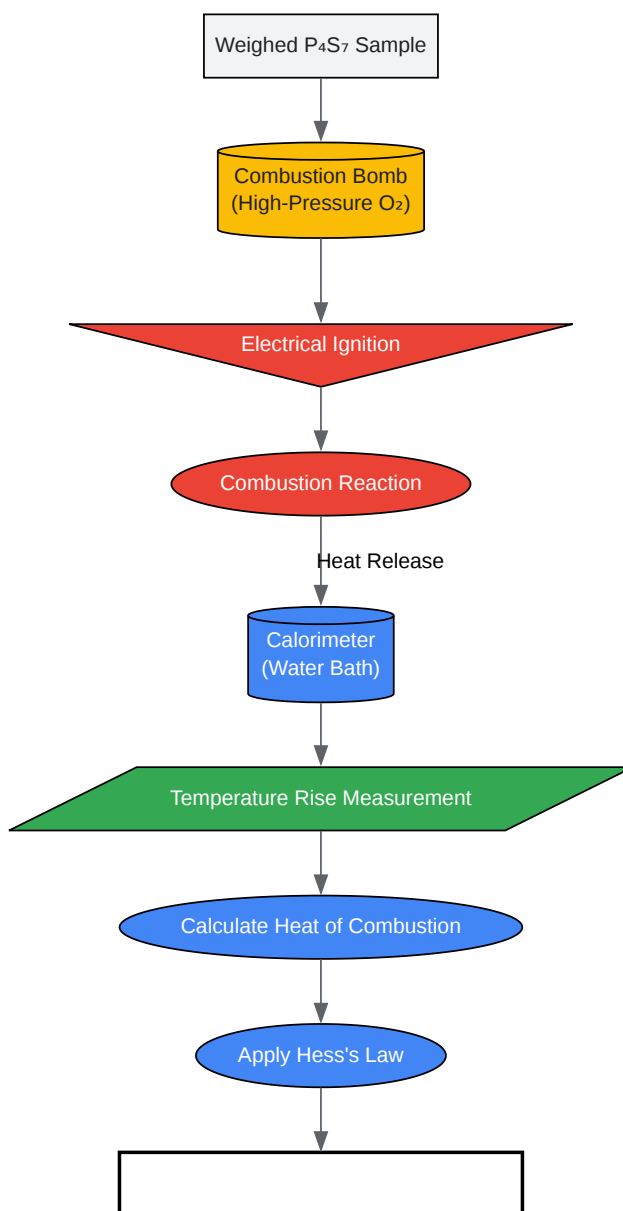 Weighed P₄S₇ Sample
Combustion Bomb
(High-Pressure O₂)
Electrical Ignition
Combustion Reaction
Heat Release
Calorimeter
(Water Bath)
Temperature Rise Measurement
Calculate Heat of Combustion
Apply Hess's Law